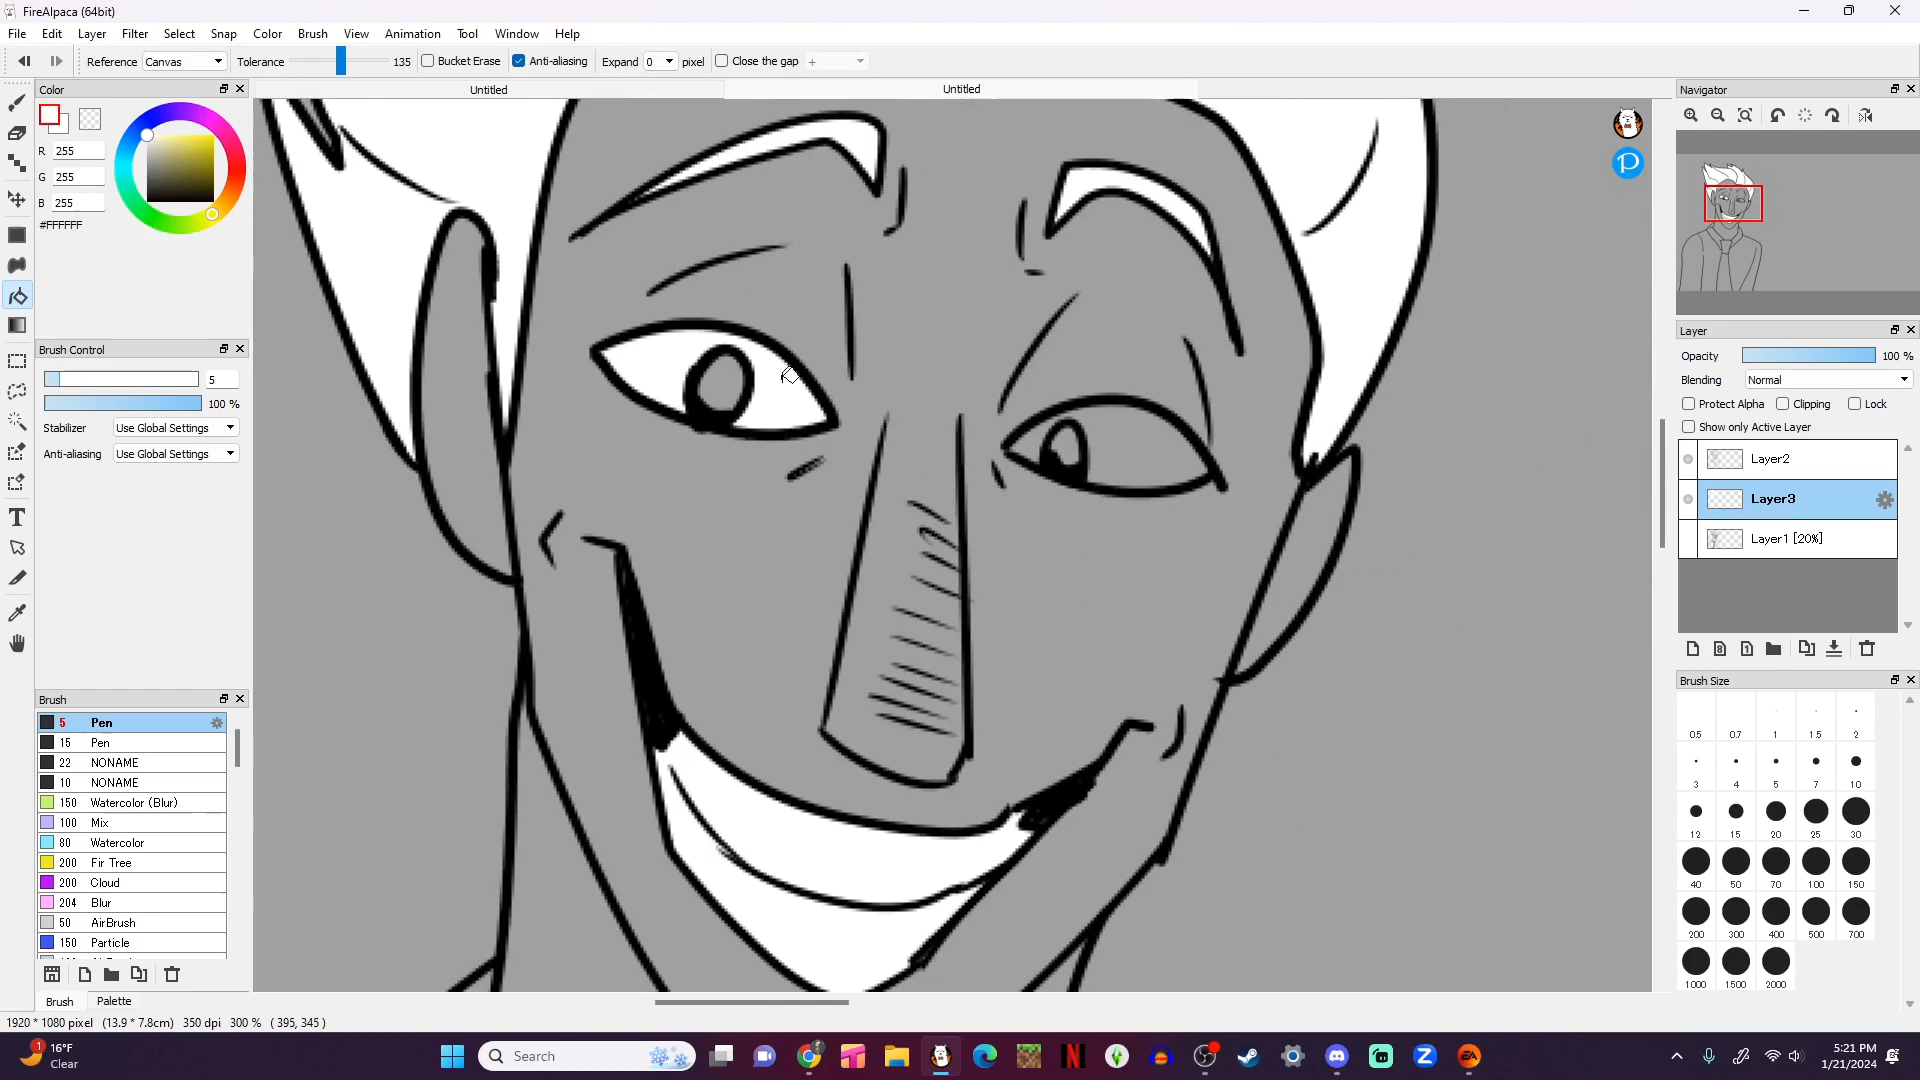 FireAlpaca (64bit)
File Edit Layer Filter Select Snap Color Brush View Animation Tool Window Help
Reference Canvas Tolerance 135 Bucket Erase Anti-aliasing Expand 0 pixel Close the gap +
Color
Untitled Untitled
Navigator
R 255
G 255
B 255
#FFFFFF
P
Brush Control
5
100 %
Stabilizer Use Global Settings
Anti-aliasing Use Global Settings
Layer
Opacity 100 %
Blending Normal
Protect Alpha Clipping Lock
Show only Active Layer
Layer2
Layer3
Layer1 [20%]
8 1
T
Brush
5 Pen
15 Pen
22 NONAME
10 NONAME
150 Watercolor (Blur)
100 Mix
80 Watercolor
200 Fir Tree
200 Cloud
204 Blur
50 AirBrush
150 Particle
Brush Size
0.5 0.7 1 1.5 2
3 4 5 7 10
12 15 20 25 30
40 50 70 100 150
200 300 400 500 700
1000 1500 2000
Brush Palette
1920 * 1080 pixel (13.9 * 7.8cm) 350 dpi 300 % ( 395, 345 )
1
16°F
Clear
Search
N
Z
EA
5:21 PM
1/21/2024